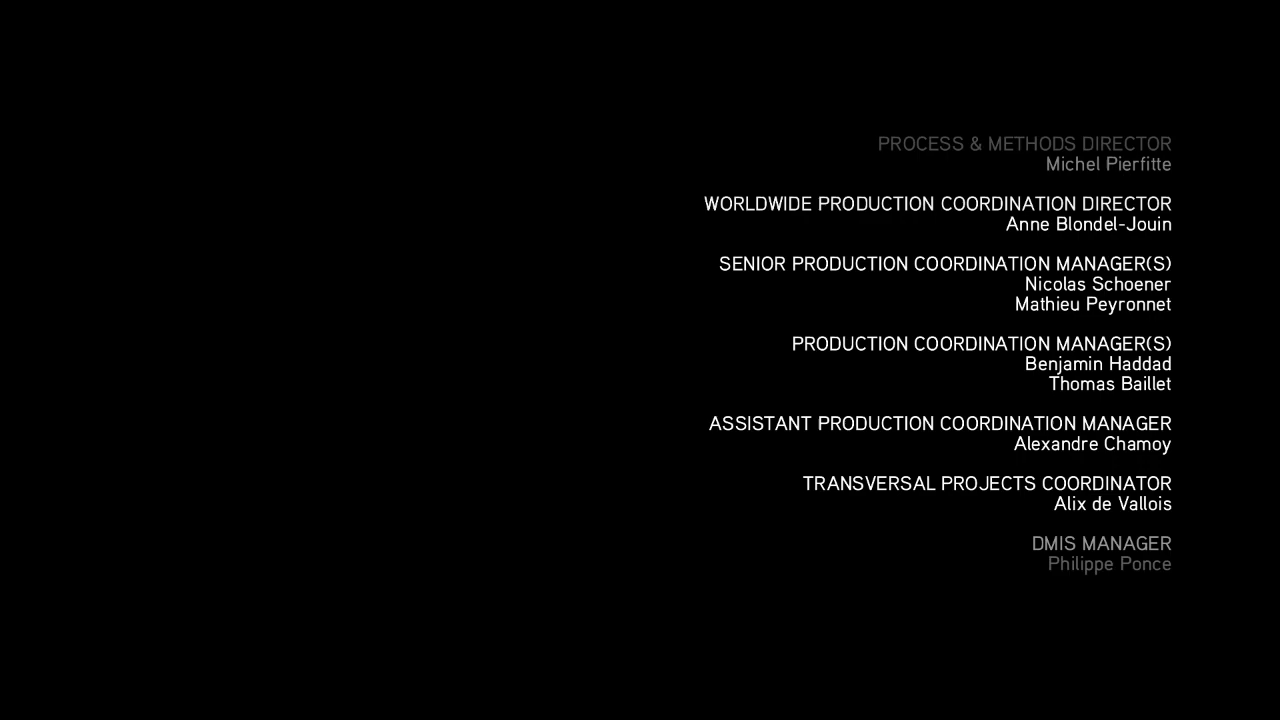 PROCESS & METHODS DIRECTOR
Michel Pierfitte
WORLDWIDE PRODUCTION COORDINATION DIRECTOR
Anne Blondel-Jouin
SENIOR PRODUCTION COORDINATION MANAGER(S)
Nicolas Schoener
Mathieu Peyronnet
PRODUCTION COORDINATION MANAGER(S)
Benjamin Haddad
Thomas Baillet
ASSISTANT PRODUCTION COORDINATION MANAGER
Alexandre Chamoy
TRANSVERSAL PROJECTS COORDINATOR
Alix de Vallois
DMIS MANAGER
Philippe Ponce